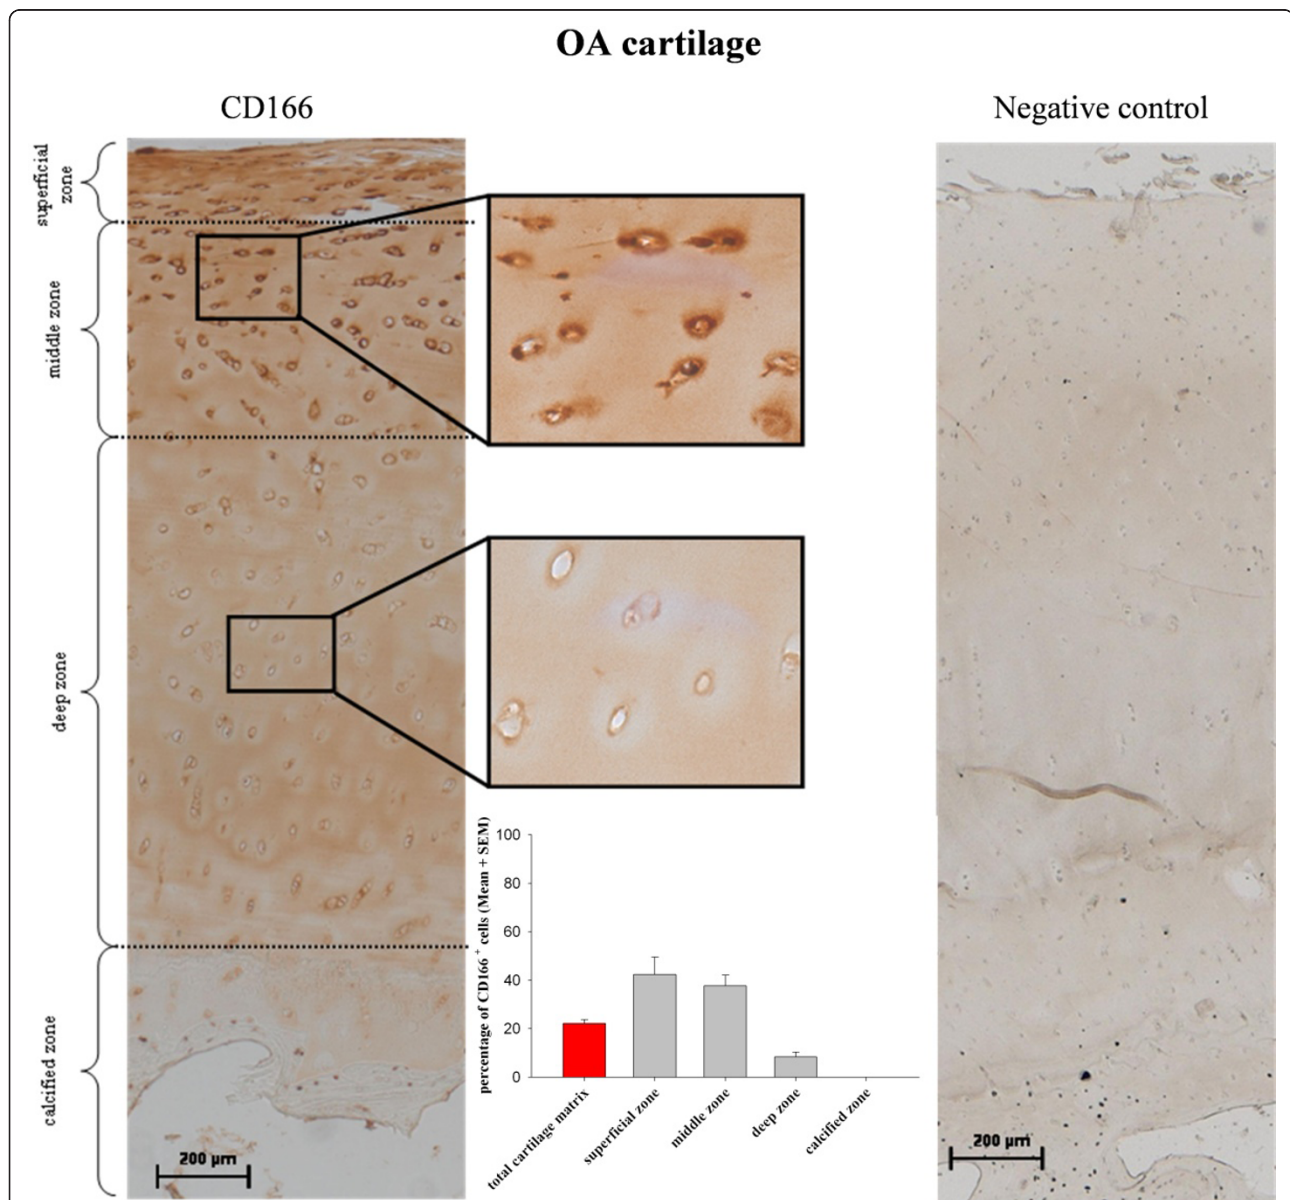 OA cartilage
CD166
Negative control
superficial
zone
middle zone
deep zone
calcified zone
200 µm
percentage of CD166 + cells (Mean + SEM)
100
80
60
40
20
0
total cartilage matrix
superficial zone
middle zone
deep zone
calcified zone
200 µm